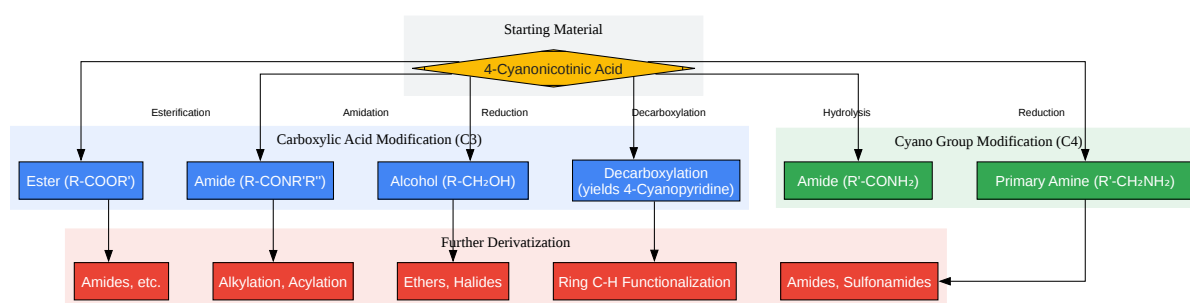 Starting Material
4-Cyanonicotinic Acid
Esterification
Amidation
Reduction
Decarboxylation
Hydrolysis
Reduction
Carboxylic Acid Modification (C3)
Cyano Group Modification (C4)
Ester (R-COOR')
Amide (R-CONR'R'')
Alcohol (R-CH₂OH)
Decarboxylation
(yields 4-Cyanopyridine)
Amide (R'-CONH₂)
Primary Amine (R'-CH₂NH₂)
Further Derivatization
Amides, etc.
Alkylation, Acylation
Ethers, Halides
Ring C-H Functionalization
Amides, Sulfonamides